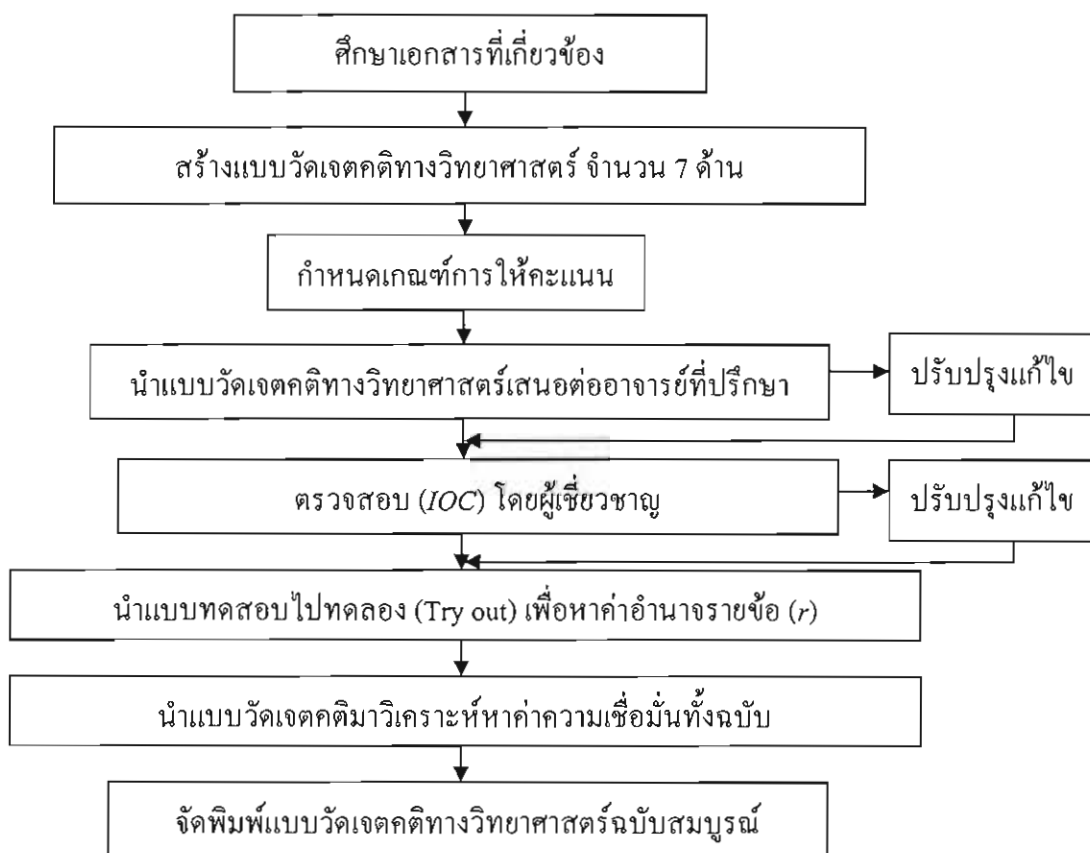 ศึกษาเอกสารที่เกี่ยวข้อง
สร้างแบบวัดเจตคติทางวิทยาศาสตร์ จำนวน 7 ด้าน
กำหนดเกณฑ์การให้คะแนน
นำแบบวัดเจตคติทางวิทยาศาสตร์เสนอต่ออาจารย์ที่ปรึกษา
ปรับปรุงแก้ไข
ตรวจสอบ (IOC) โดยผู้เชี่ยวชาญ
ปรับปรุงแก้ไข
นำแบบทดสอบไปทดลอง (Try out) เพื่อหาค่าอำนาจรายข้อ (r)
นำแบบวัดเจตคติมาวิเคราะห์หาค่าความเชื่อมั่นทั้งฉบับ
จัดพิมพ์แบบวัดเจตคติทางวิทยาศาสตร์ฉบับสมบูรณ์